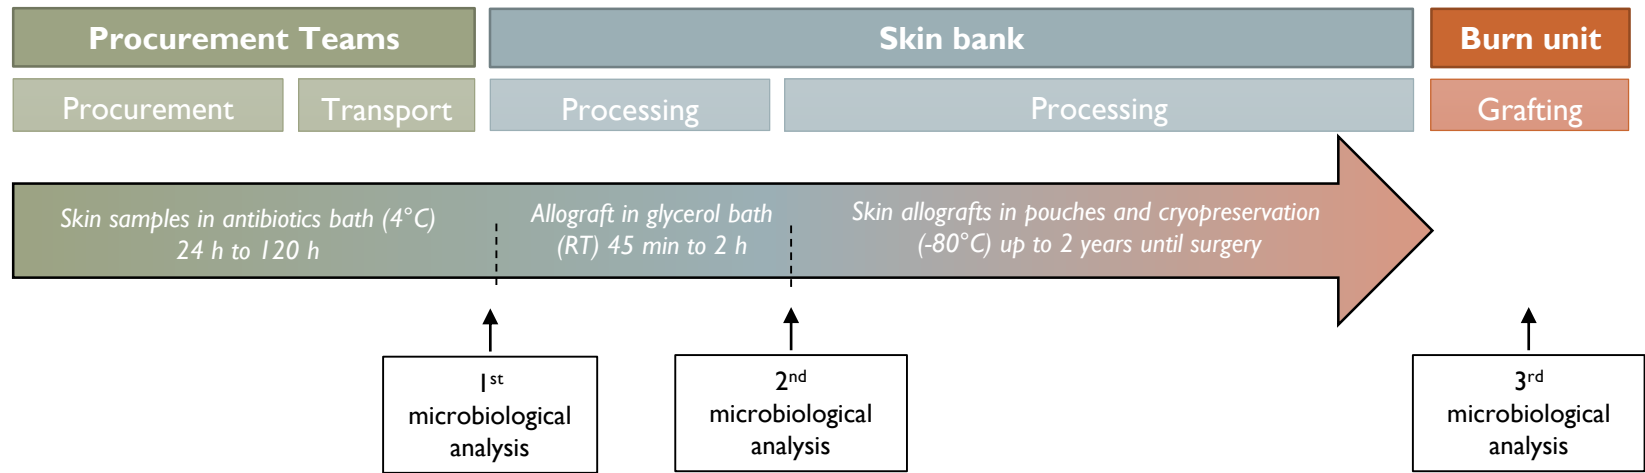 Procurement Teams
Skin bank
Burn unit
Procurement
Transport
Processing
Processing
Grafting
Skin samples in antibiotics bath (4°C)
24 h to 120 h
Allograft in glycerol bath
(RT) 45 min to 2 h
Skin allografts in pouches and cryopreservation
(-80°C) up to 2 years until surgery
1st
microbiological
analysis
2nd
microbiological
analysis
3rd
microbiological
analysis